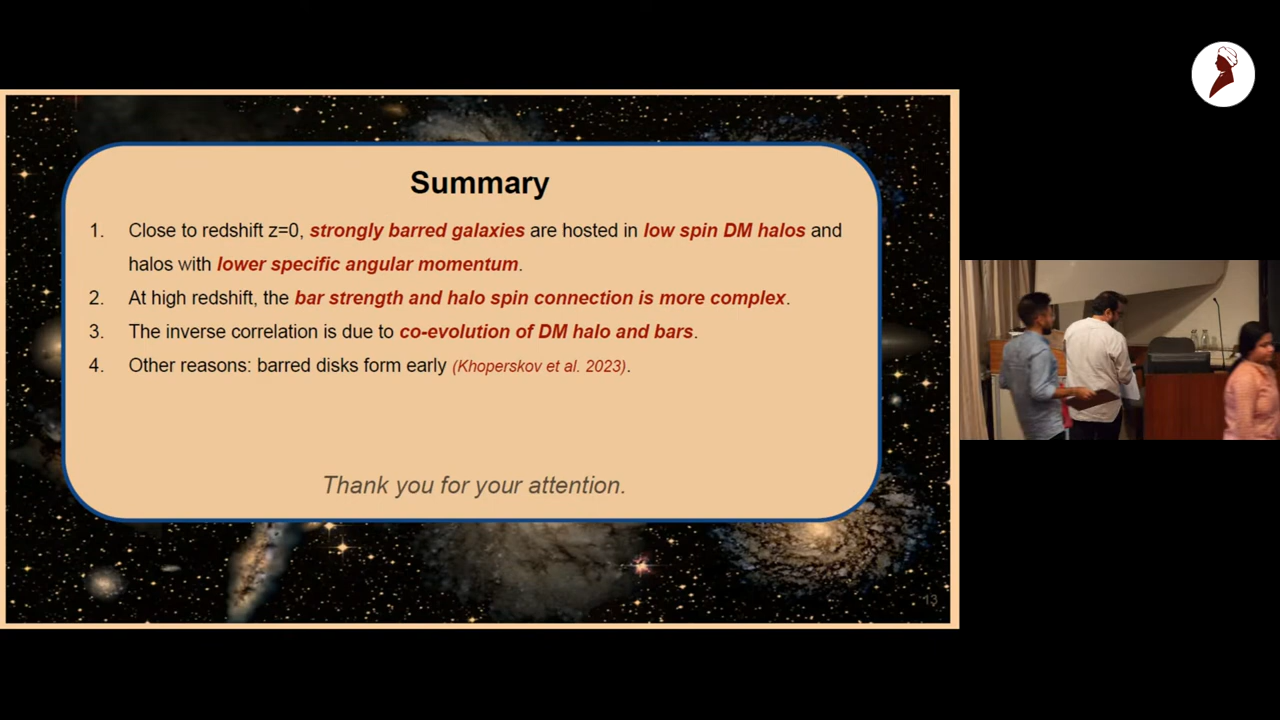 Summary
1. Close to redshift z=0, strongly barred galaxies are hosted in low spin DM halos and
halos with lower specific angular momentum.
2. At high redshift, the bar strength and halo spin connection is more complex.
3. The inverse correlation is due to co-evolution of DM halo and bars.
4. Other reasons: barred disks form early (Khoperskov et al. 2023).
Thank you for your attention.
13